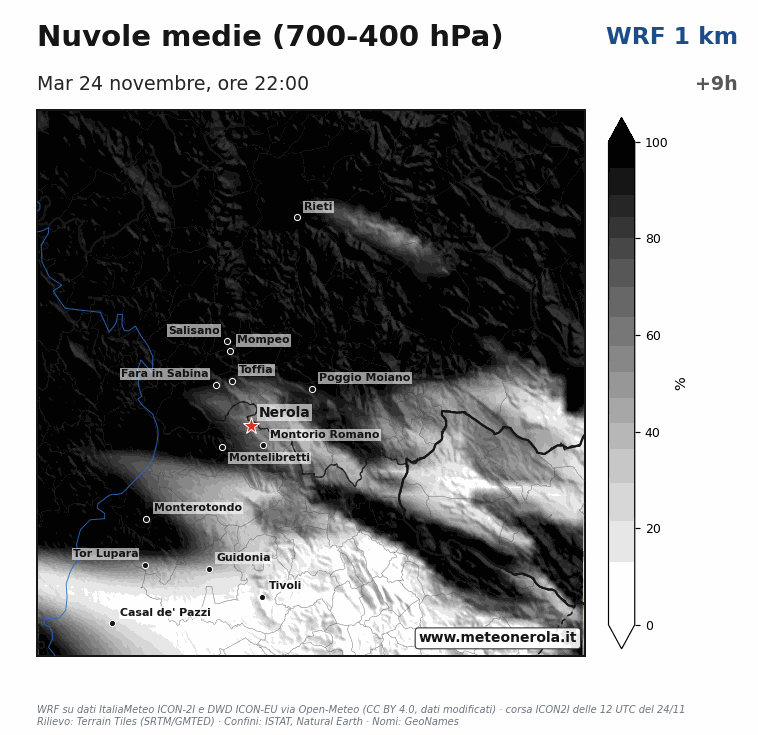 Nuvole medie (700-400 hPa)
WRF 1 km
Mar 24 novembre, ore 22:00
+9h
Rieti
Salisano
Mompeo
Toffia
Fara in Sabina
Poggio Moiano
Nerola
Montorio Romano
Montelibretti
Monterotondo
Tor Lupara
Guidonia
Tivoli
Casal de' Pazzi
www.meteonerola.it
100
80
60
40
20
0
%
WRF su dati ItaliaMeteo ICON-2I e DWD ICON-EU via Open-Meteo (CC BY 4.0, dati modificati) · corsa ICON2I delle 12 UTC del 24/11
Rilievo: Terrain Tiles (SRTM/GMTED) · Confini: ISTAT, Natural Earth · Nomi: GeoNames